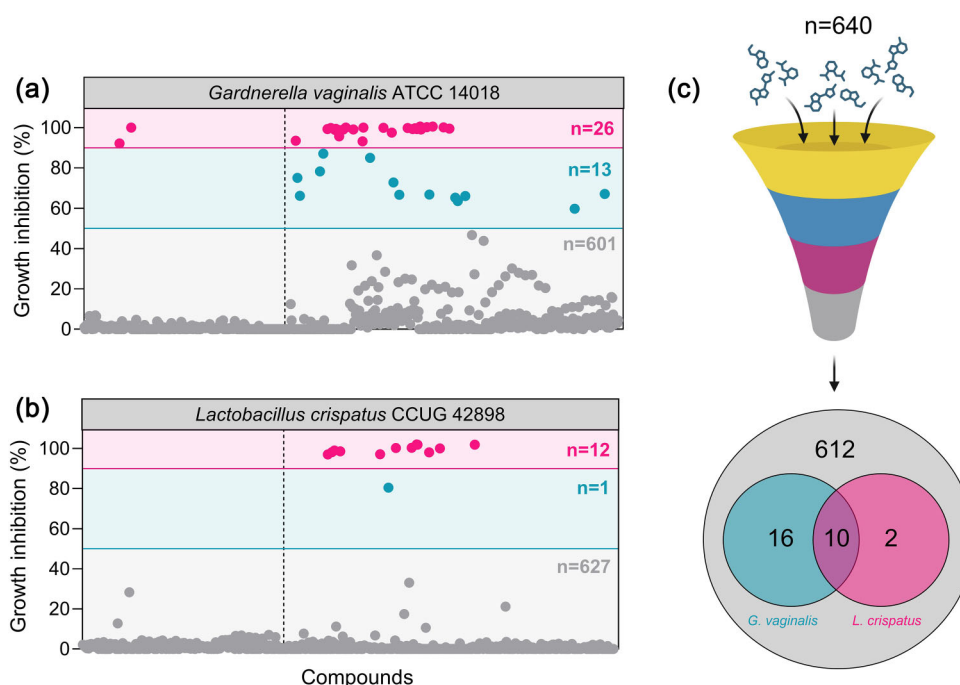 (a)
Gardnerella vaginalis ATCC 14018
Growth inhibition (%)
100
80
60
40
20
0
n=26
n=13
n=601
(b)
Lactobacillus crispatus CCUG 42898
Growth inhibition (%)
100
80
60
40
20
0
n=12
n=1
n=627
Compounds
(c)
n=640
612
16
10
2
G. vaginalis
L. crispatus